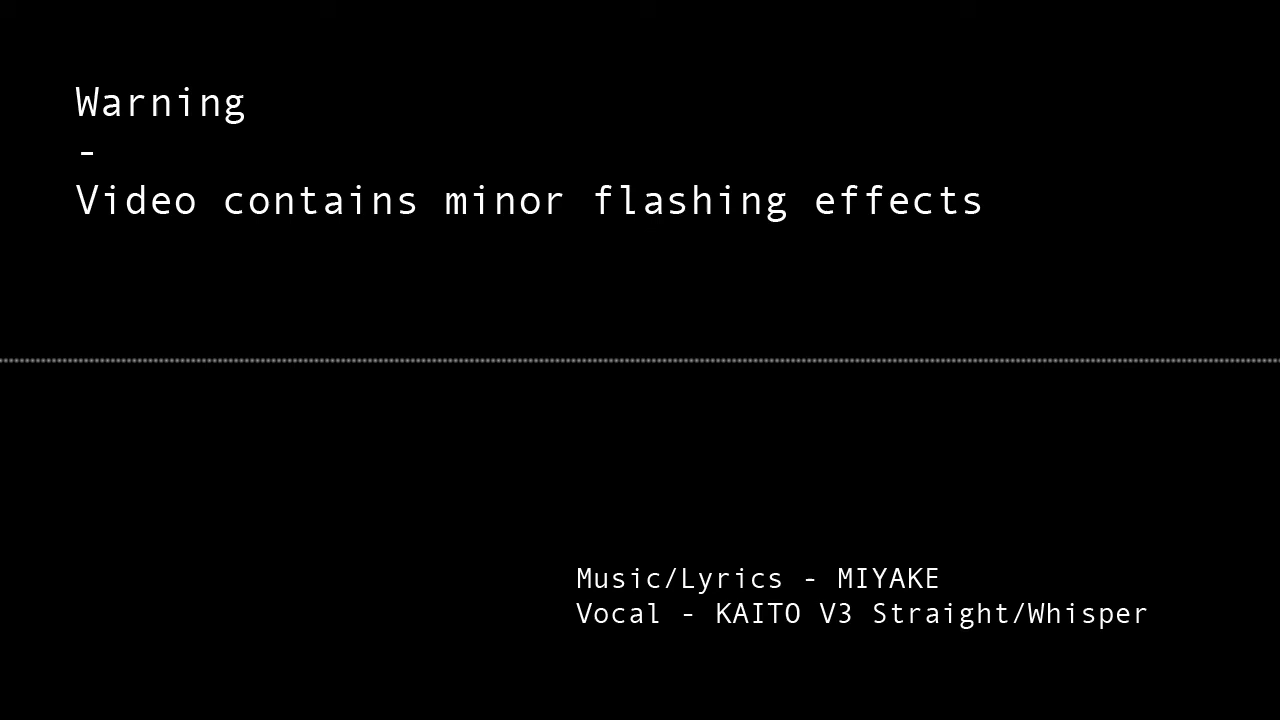 Warning
-
Video contains minor flashing effects
Music/Lyrics - MIYAKE
Vocal - KAITO V3 Straight/Whisper